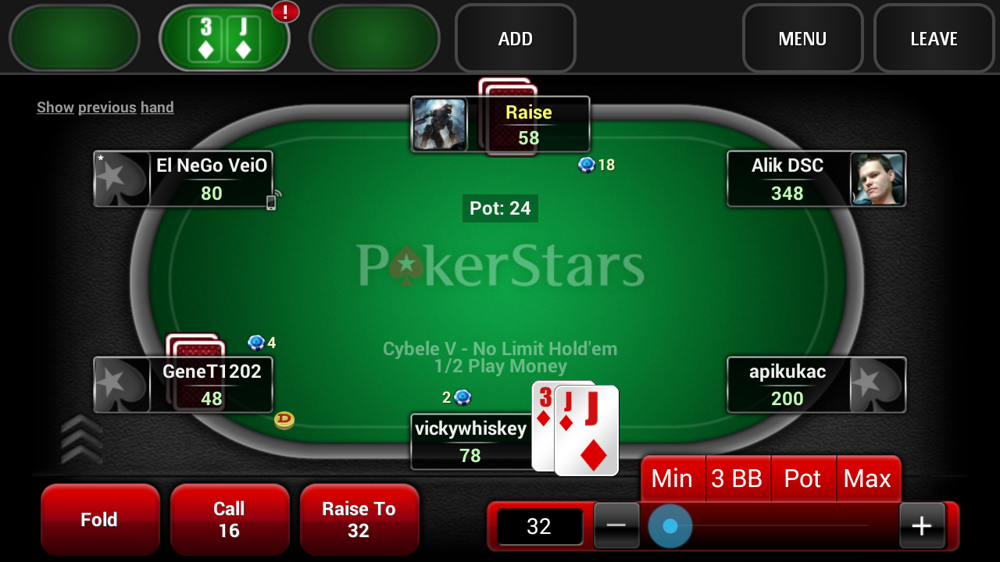 3 J !
ADD
MENU
LEAVE
Show previous hand
Raise
58
18
El NeGo VeiO
80
Alik DSC
348
Pot: 24
PokerStars
4
GeneT1202
48
D
Cybele V - No Limit Hold'em
1/2 Play Money
apikukac
200
2
3 J J
vickywhiskey
78
Min 3 BB Pot Max
Fold
Call
16
Raise To
32
32 − +